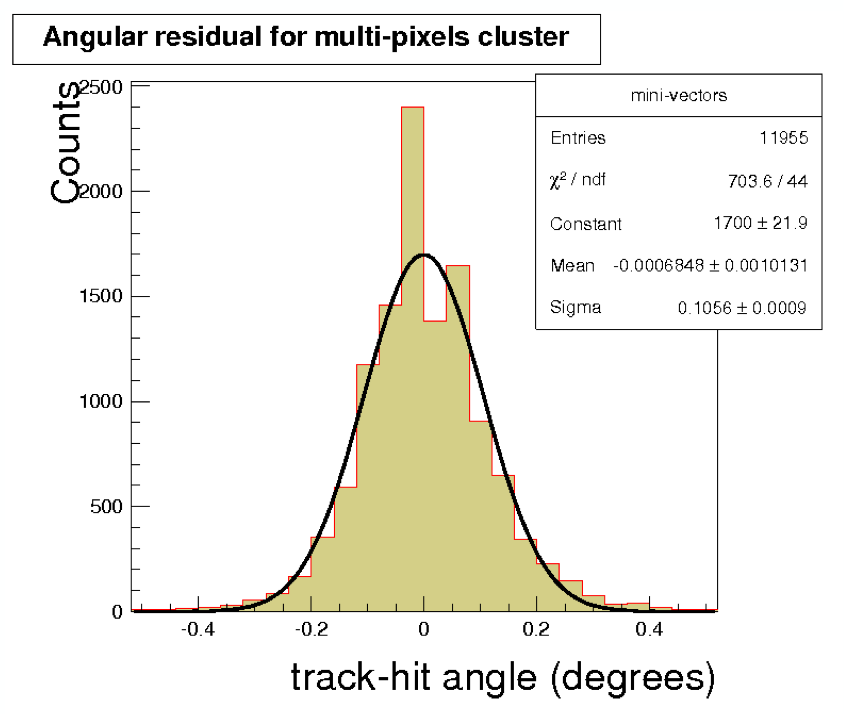 Angular residual for multi-pixels cluster
mini-vectors
Entries 11955
χ² / ndf 703.6 / 44
Constant 1700 ± 21.9
Mean -0.0006848 ± 0.0010131
Sigma 0.1056 ± 0.0009
Counts
2500
2000
1500
1000
500
0
-0.4 -0.2 0 0.2 0.4
track-hit angle (degrees)